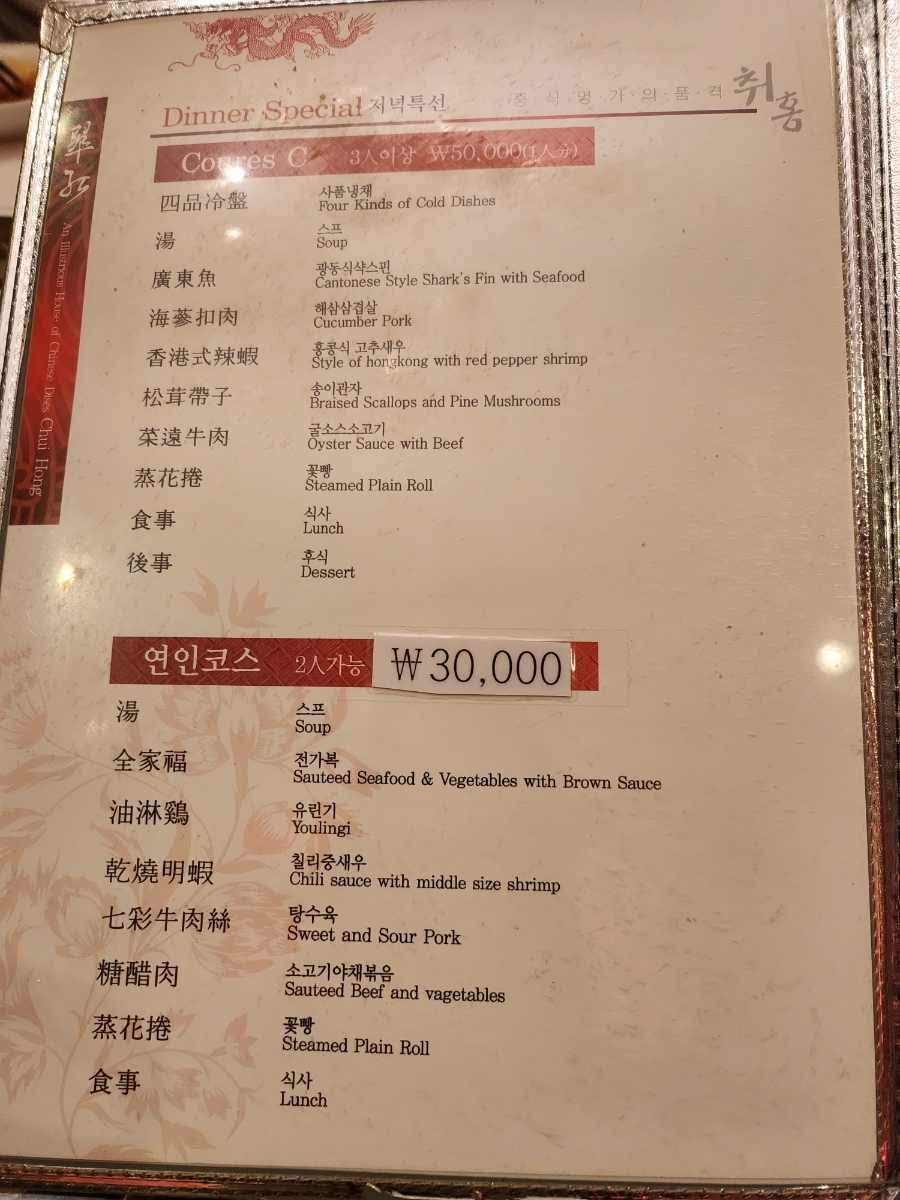 Dinner Special 저녁특선
중·식·명·가·의·품·격 취홍
翠紅
An Illustrious House of Chinese Dises Chui Hong
Coures C 3人이상 ₩50,000(1人分)
四品冷盤 사품냉채
Four Kinds of Cold Dishes
湯 스프
Soup
廣東魚 광동식샥스핀
Cantonese Style Shark's Fin with Seafood
海蔘扣肉 해삼삼겹살
Cucumber Pork
香港式辣蝦 홍콩식 고추새우
Style of hongkong with red pepper shrimp
松茸帶子 송이관자
Braised Scallops and Pine Mushrooms
菜遠牛肉 굴소스소고기
Oyster Sauce with Beef
蒸花捲 꽃빵
Steamed Plain Roll
食事 식사
Lunch
後事 후식
Dessert
연인코스 2人가능 ₩30,000
湯 스프
Soup
全家福 전가복
Sauteed Seafood & Vegetables with Brown Sauce
油淋鷄 유린기
Youlingi
乾燒明蝦 칠리중새우
Chili sauce with middle size shrimp
七彩牛肉絲 탕수육
Sweet and Sour Pork
糖醋肉 소고기야채볶음
Sauteed Beef and vagetables
蒸花捲 꽃빵
Steamed Plain Roll
食事 식사
Lunch